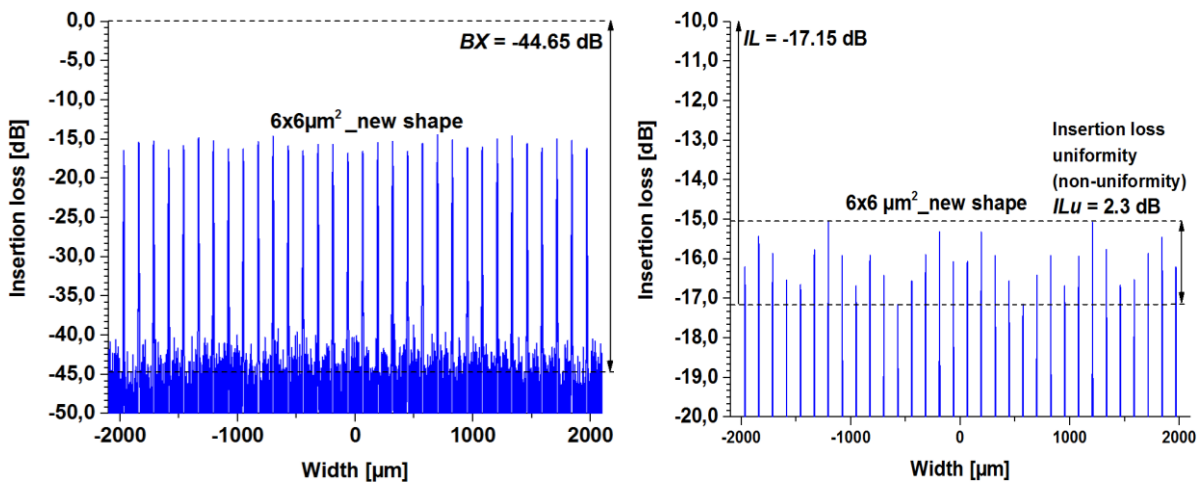 0,0
-5,0
-10,0
-15,0
-20,0
-25,0
-30,0
-35,0
-40,0
-45,0
-50,0
Insertion loss [dB]
BX = -44.65 dB
6x6µm²_new shape
-2000
-1000
0
1000
2000
Width [µm]
-10,0
-11,0
-12,0
-13,0
-14,0
-15,0
-16,0
-17,0
-18,0
-19,0
-20,0
Insertion loss [dB]
IL = -17.15 dB
Insertion loss
uniformity
(non-uniformity)
ILu = 2.3 dB
6x6 µm²_new shape
-2000
-1000
0
1000
2000
Width [µm]